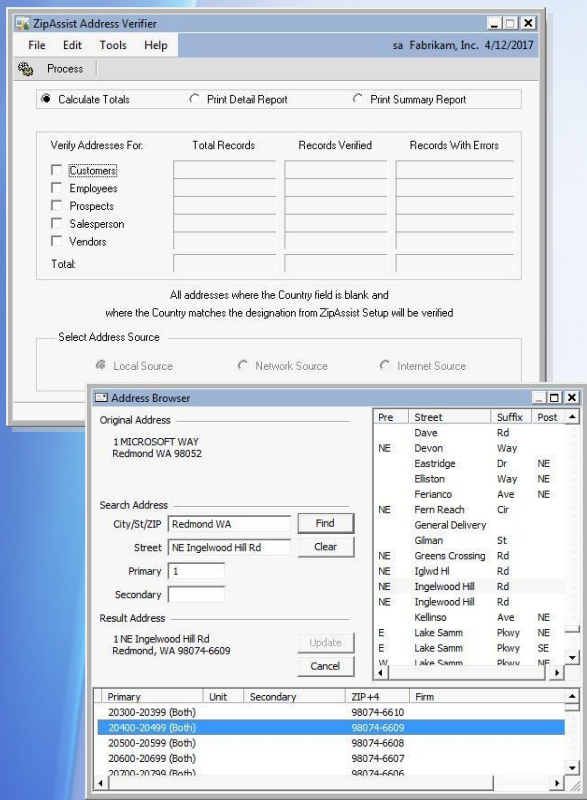 ZipAssist Address Verifier
File Edit Tools Help sa Fabrikam, Inc. 4/12/2017
Process
Calculate Totals Print Detail Report Print Summary Report
Verify Addresses For: Total Records Records Verified Records With Errors
Customers
Employees
Prospects
Salesperson
Vendors
Total:
All addresses where the Country field is blank and
where the Country matches the designation from ZipAssist Setup will be verified
Select Address Source
Local Source Network Source Internet Source
Address Browser
Original Address
1 MICROSOFT WAY
Redmond WA 98052
Search Address
City/St/ZIP Redmond WA Find
Street NE Ingelwood Hill Rd Clear
Primary 1
Secondary
Result Address
1 NE Ingelwood Hill Rd
Redmond, WA 98074-6609
Update
Cancel
Pre Street Suffix Post
Dave Rd
NE Devon Way
Eastridge Dr NE
Elliston Way NE
Ferianco Ave NE
NE Fern Reach Cir
General Delivery
Gilman St
NE Greens Crossing Rd
NE Iglwd Hl Rd
NE Ingelwood Hill Rd
NE Inglewood Hill Rd
Kellinso Ave NE
E Lake Samm Pkwy NE
E Lake Samm Pkwy SE
W Lake Samm Pkwy NE
Primary Unit Secondary ZIP+4 Firm
20300-20399 (Both) 98074-6610
20400-20499 (Both) 98074-6609
20500-20599 (Both) 98074-6608
20600-20699 (Both) 98074-6607
20700-20799 (Both) 98074-6606